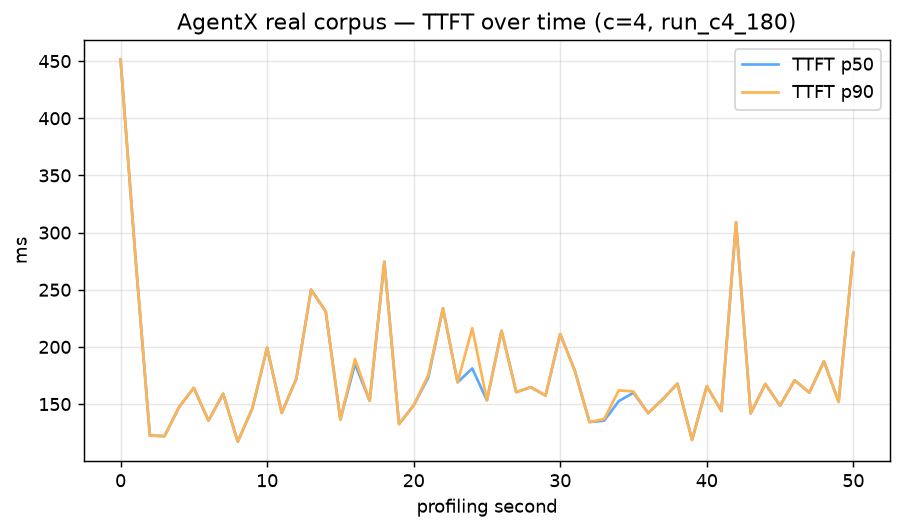 AgentX real corpus — TTFT over time (c=4, run_c4_180)
TTFT p50
TTFT p90
450
400
350
300
250
200
150
ms
0 10 20 30 40 50
profiling second